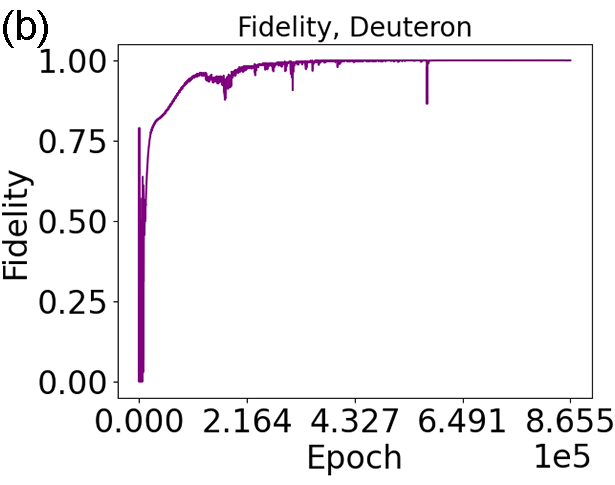 (b)
Fidelity, Deuteron
1.00
0.75
0.50
0.25
0.00
Fidelity
0.000 2.164 4.327 6.491 8.655
Epoch
1e5